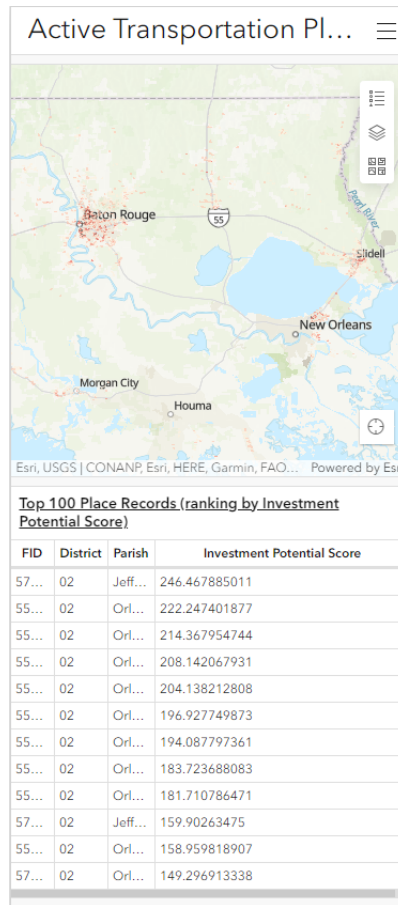 Active Transportation Pl...
Baton Rouge
55
Pearl River
Slidell
New Orleans
Morgan City
Houma
Esri, USGS | CONANP, Esri, HERE, Garmin, FAO... Powered by Esri
Top 100 Place Records (ranking by Investment
Potential Score)
FID District Parish Investment Potential Score
57... 02 Jeff... 246.467885011
55... 02 Orl... 222.247401877
55... 02 Orl... 214.367954744
55... 02 Orl... 208.142067931
55... 02 Orl... 204.138212808
55... 02 Orl... 196.927749873
55... 02 Orl... 194.087797361
55... 02 Orl... 183.723688083
55... 02 Orl... 181.710786471
57... 02 Jeff... 159.90263475
55... 02 Orl... 158.959818907
57... 02 Orl... 149.296913338